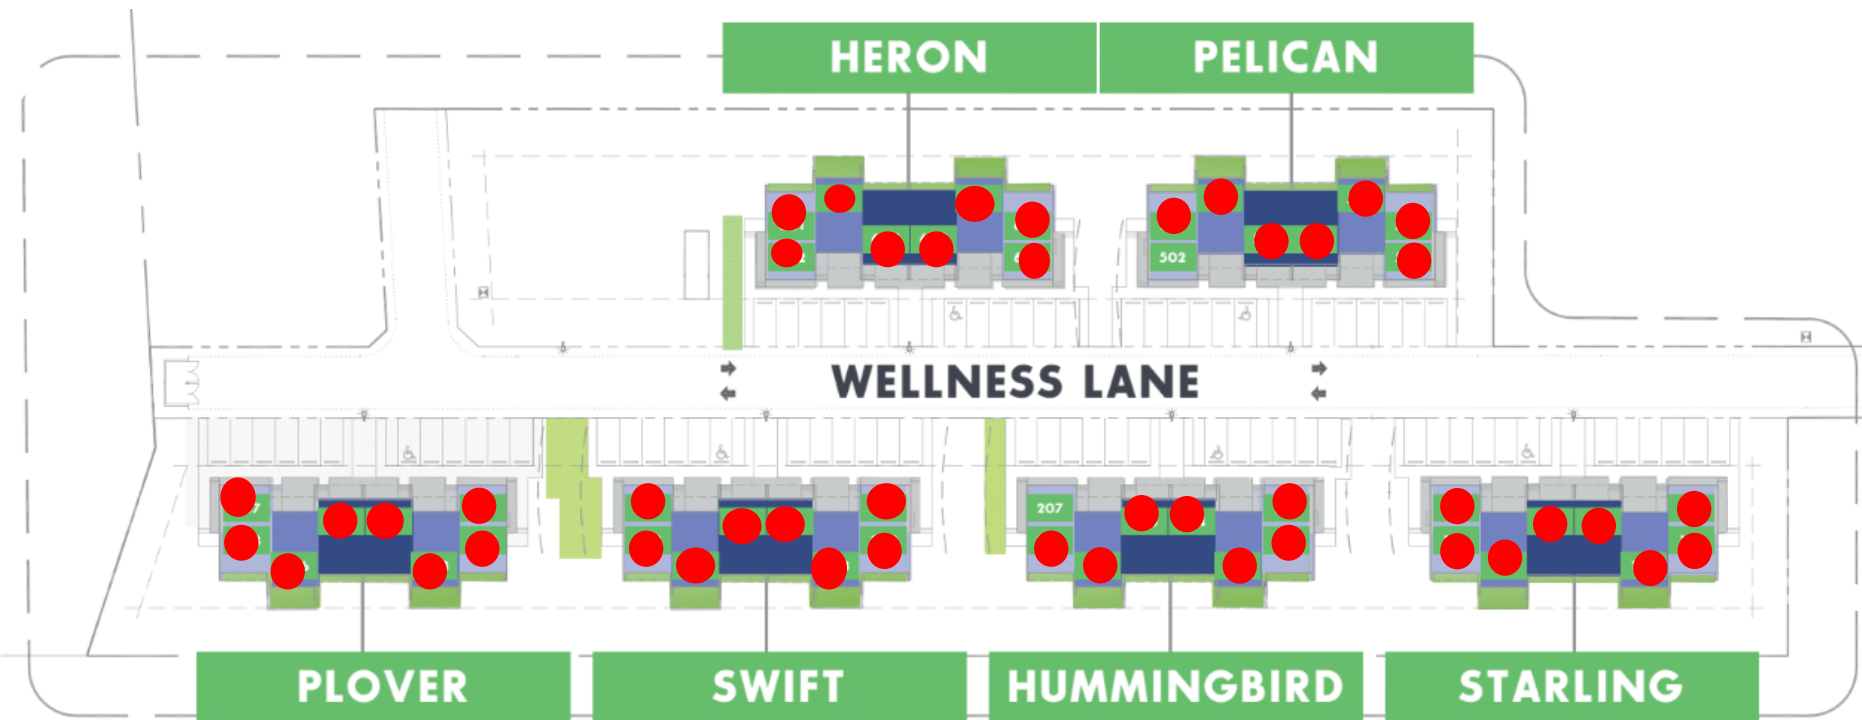 HERON
PELICAN
502
WELLNESS LANE
207
PLOVER
SWIFT
HUMMINGBIRD
STARLING